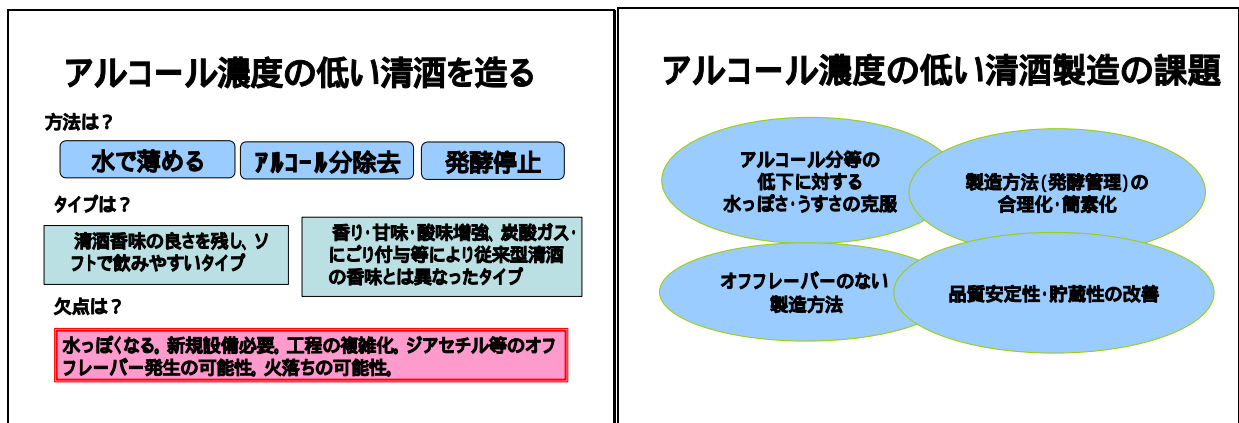 アルコール濃度の低い清酒を造る
方法は？
水で薄める
ｱﾙｺｰﾙ分除去
発酵停止
タイプは？
清酒香味の良さを残し、ソ
フトで飲みやすいタイプ
香り・甘味・酸味増強、炭酸ガス・
にごり付与等により従来型清酒
の香味とは異なったタイプ
欠点は？
水っぽくなる。新規設備必要。工程の複雑化。ジアセチル等のオフ
フレーバー発生の可能性。火落ちの可能性。
アルコール濃度の低い清酒製造の課題
アルコール分等の
低下に対する
水っぽさ・うすさの克服
製造方法(発酵管理)の
合理化・簡素化
オフフレーバーのない
製造方法
品質安定性・貯蔵性の改善